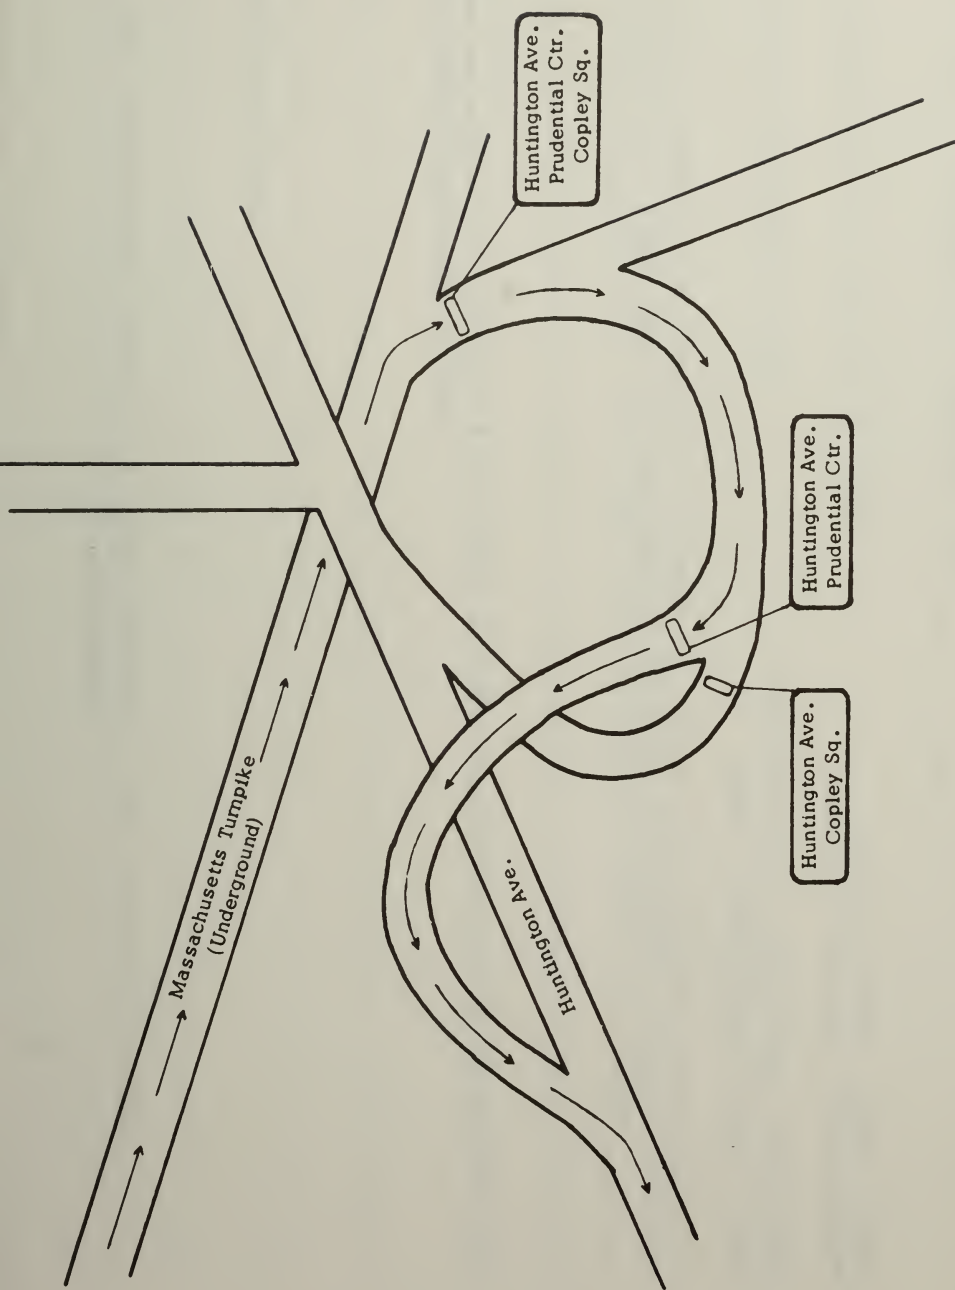 Huntington Ave.
Prudential Ctr.
Copley Sq.
Huntington Ave.
Prudential Ctr.
Huntington Ave.
Copley Sq.
Massachusetts Turnpike
(Underground)
Huntington Ave.